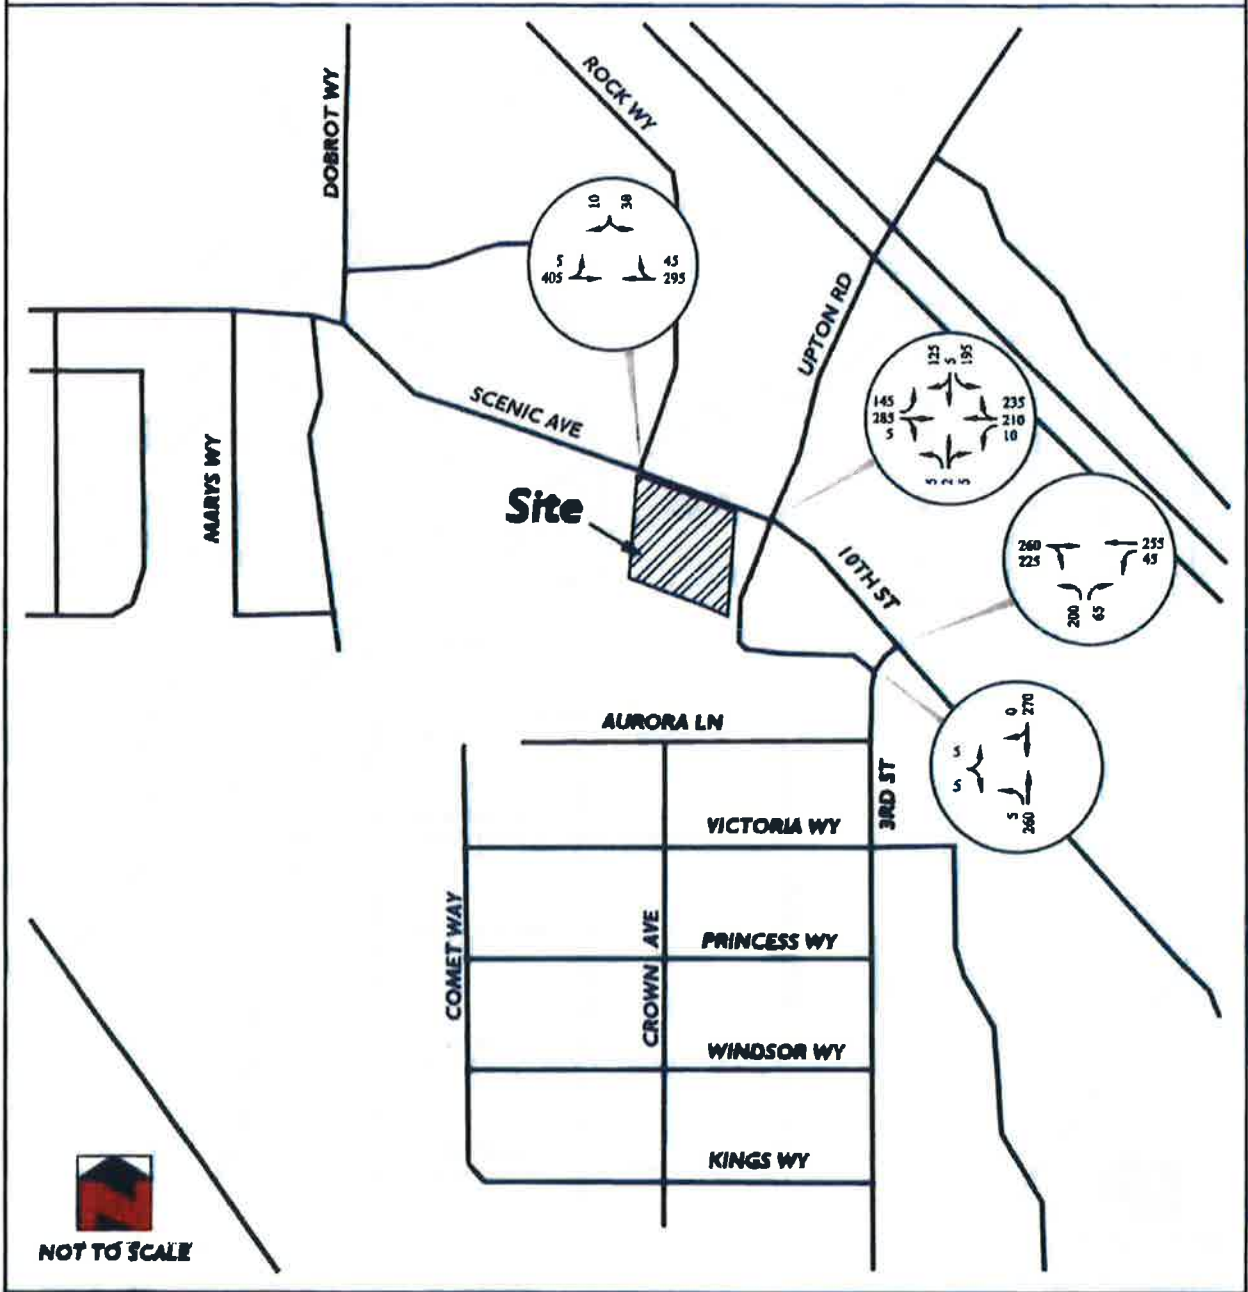 DOBROT WY
ROCK WY
10 38
5
405
45
295
UPTON RD
SCENIC AVE
125 5 195
145
285
5
235
210
10
5 2 5
MARYS WY
Site
10TH ST
260
225
255
45
200 65
AURORA LN
0 270
5
5
5 260
3RD ST
VICTORIA WY
COMET WAY
CROWN AVE
PRINCESS WY
WINDSOR WY
KINGS WY
N
NOT TO SCALE